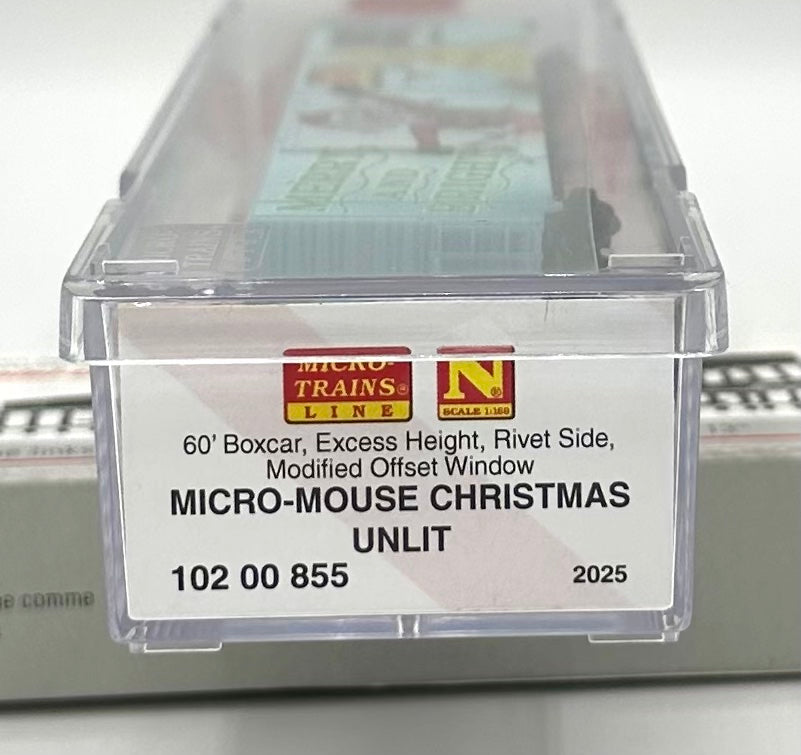 MICRO-
TRAINS®
LINE
N®
SCALE 1:160
60' Boxcar, Excess Height, Rivet Side,
Modified Offset Window
MICRO-MOUSE CHRISTMAS
UNLIT
102 00 855
2025
comme